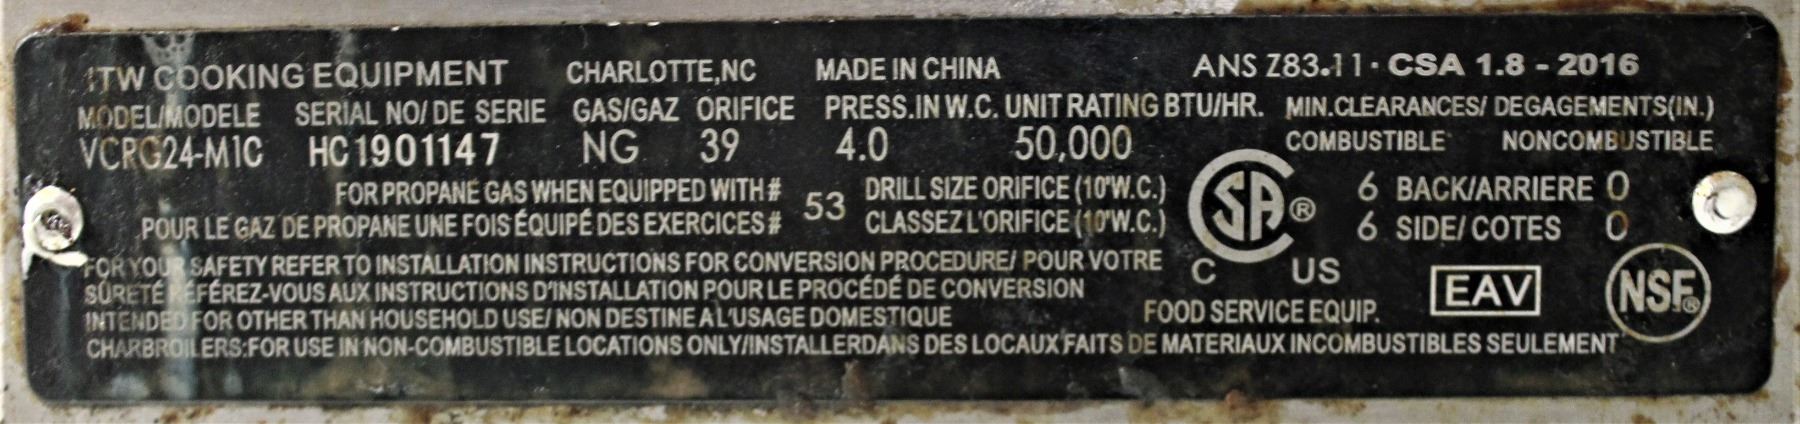 ITW COOKING EQUIPMENT CHARLOTTE,NC MADE IN CHINA ANS Z83.11 · CSA 1.8 - 2016
MODEL/MODELE SERIAL NO/ DE SERIE GAS/GAZ ORIFICE PRESS.IN W.C. UNIT RATING BTU/HR. MIN.CLEARANCES/ DEGAGEMENTS(IN.)
VCRG24-M1C HC1901147 NG 39 4.0 50,000 COMBUSTIBLE NONCOMBUSTIBLE
FOR PROPANE GAS WHEN EQUIPPED WITH # 53 DRILL SIZE ORIFICE (10"W.C.) 6 BACK/ARRIERE 0
POUR LE GAZ DE PROPANE UNE FOIS ÉQUIPÉ DES EXERCICES # CLASSEZ L'ORIFICE (10"W.C.) 6 SIDE/ COTES 0
CSA ® C US
FOR YOUR SAFETY REFER TO INSTALLATION INSTRUCTIONS FOR CONVERSION PROCEDURE/ POUR VOTRE
SÛRETÉ RÉFÉREZ-VOUS AUX INSTRUCTIONS D'INSTALLATION POUR LE PROCÉDÉ DE CONVERSION
INTENDED FOR OTHER THAN HOUSEHOLD USE/ NON DESTINE A L'USAGE DOMESTIQUE FOOD SERVICE EQUIP. EAV NSF®
CHARBROILERS:FOR USE IN NON-COMBUSTIBLE LOCATIONS ONLY/INSTALLERDANS DES LOCAUX FAITS DE MATERIAUX INCOMBUSTIBLES SEULEMENT